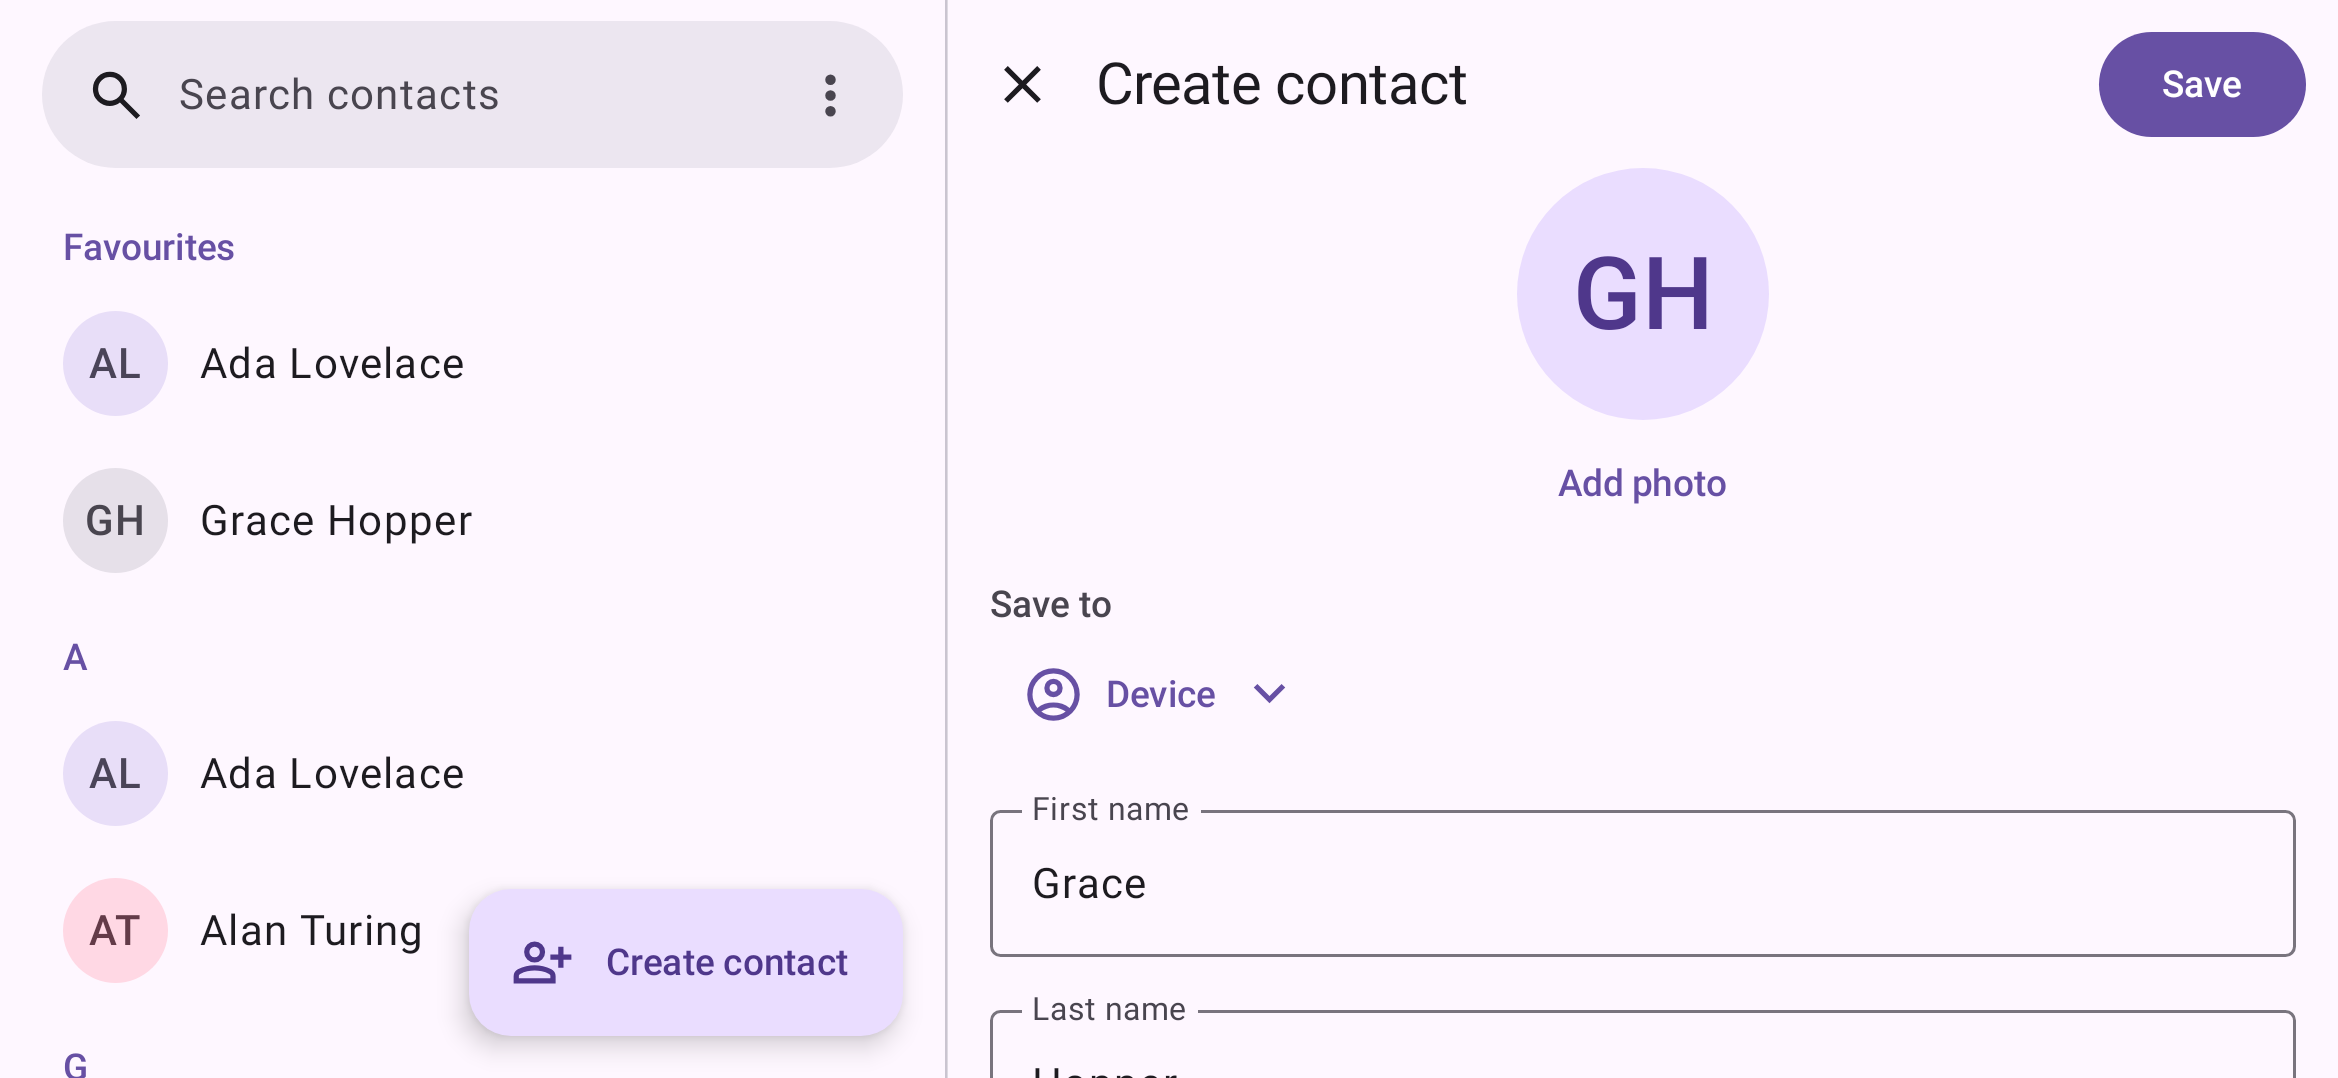 Search contacts
Favourites
AL Ada Lovelace
GH Grace Hopper
A
AL Ada Lovelace
AT Alan Turing
Create contact
G
Create contact
Save
GH
Add photo
Save to
Device
First name
Grace
Last name
Hopper